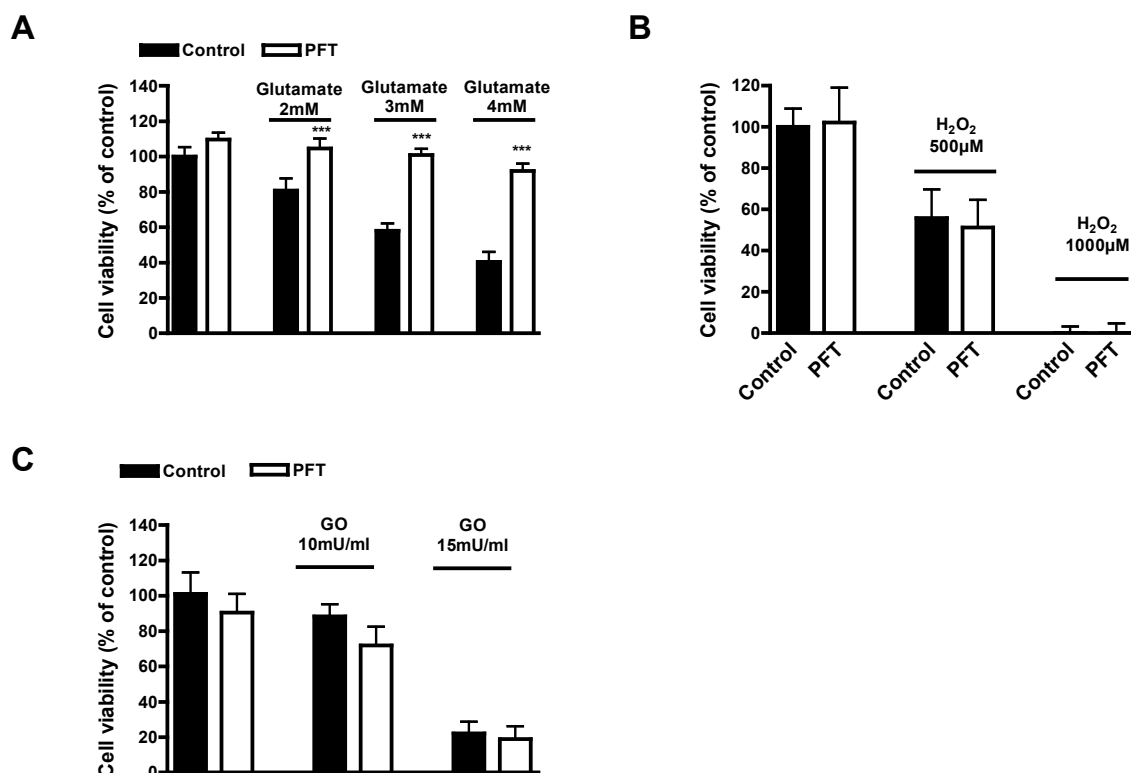 A
Control PFT
Cell viability (% of control)
140
120
100
80
60
40
20
0
Glutamate
2mM
***
Glutamate
3mM
***
Glutamate
4mM
***
B
Cell viability (% of control)
120
100
80
60
40
20
0
H₂O₂
500µM
H₂O₂
1000µM
Control PFT Control PFT Control PFT
C
Control PFT
Cell viability (% of control)
140
120
100
80
60
40
20
0
GO
10mU/ml
GO
15mU/ml